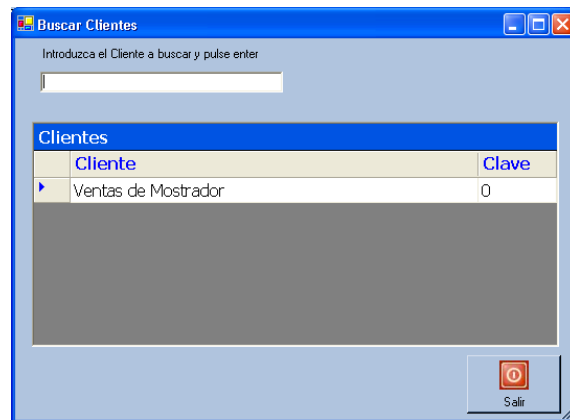 Buscar Clientes
Introduzca el Cliente a buscar y pulse enter
Clientes
Cliente Clave
Ventas de Mostrador 0
Salir